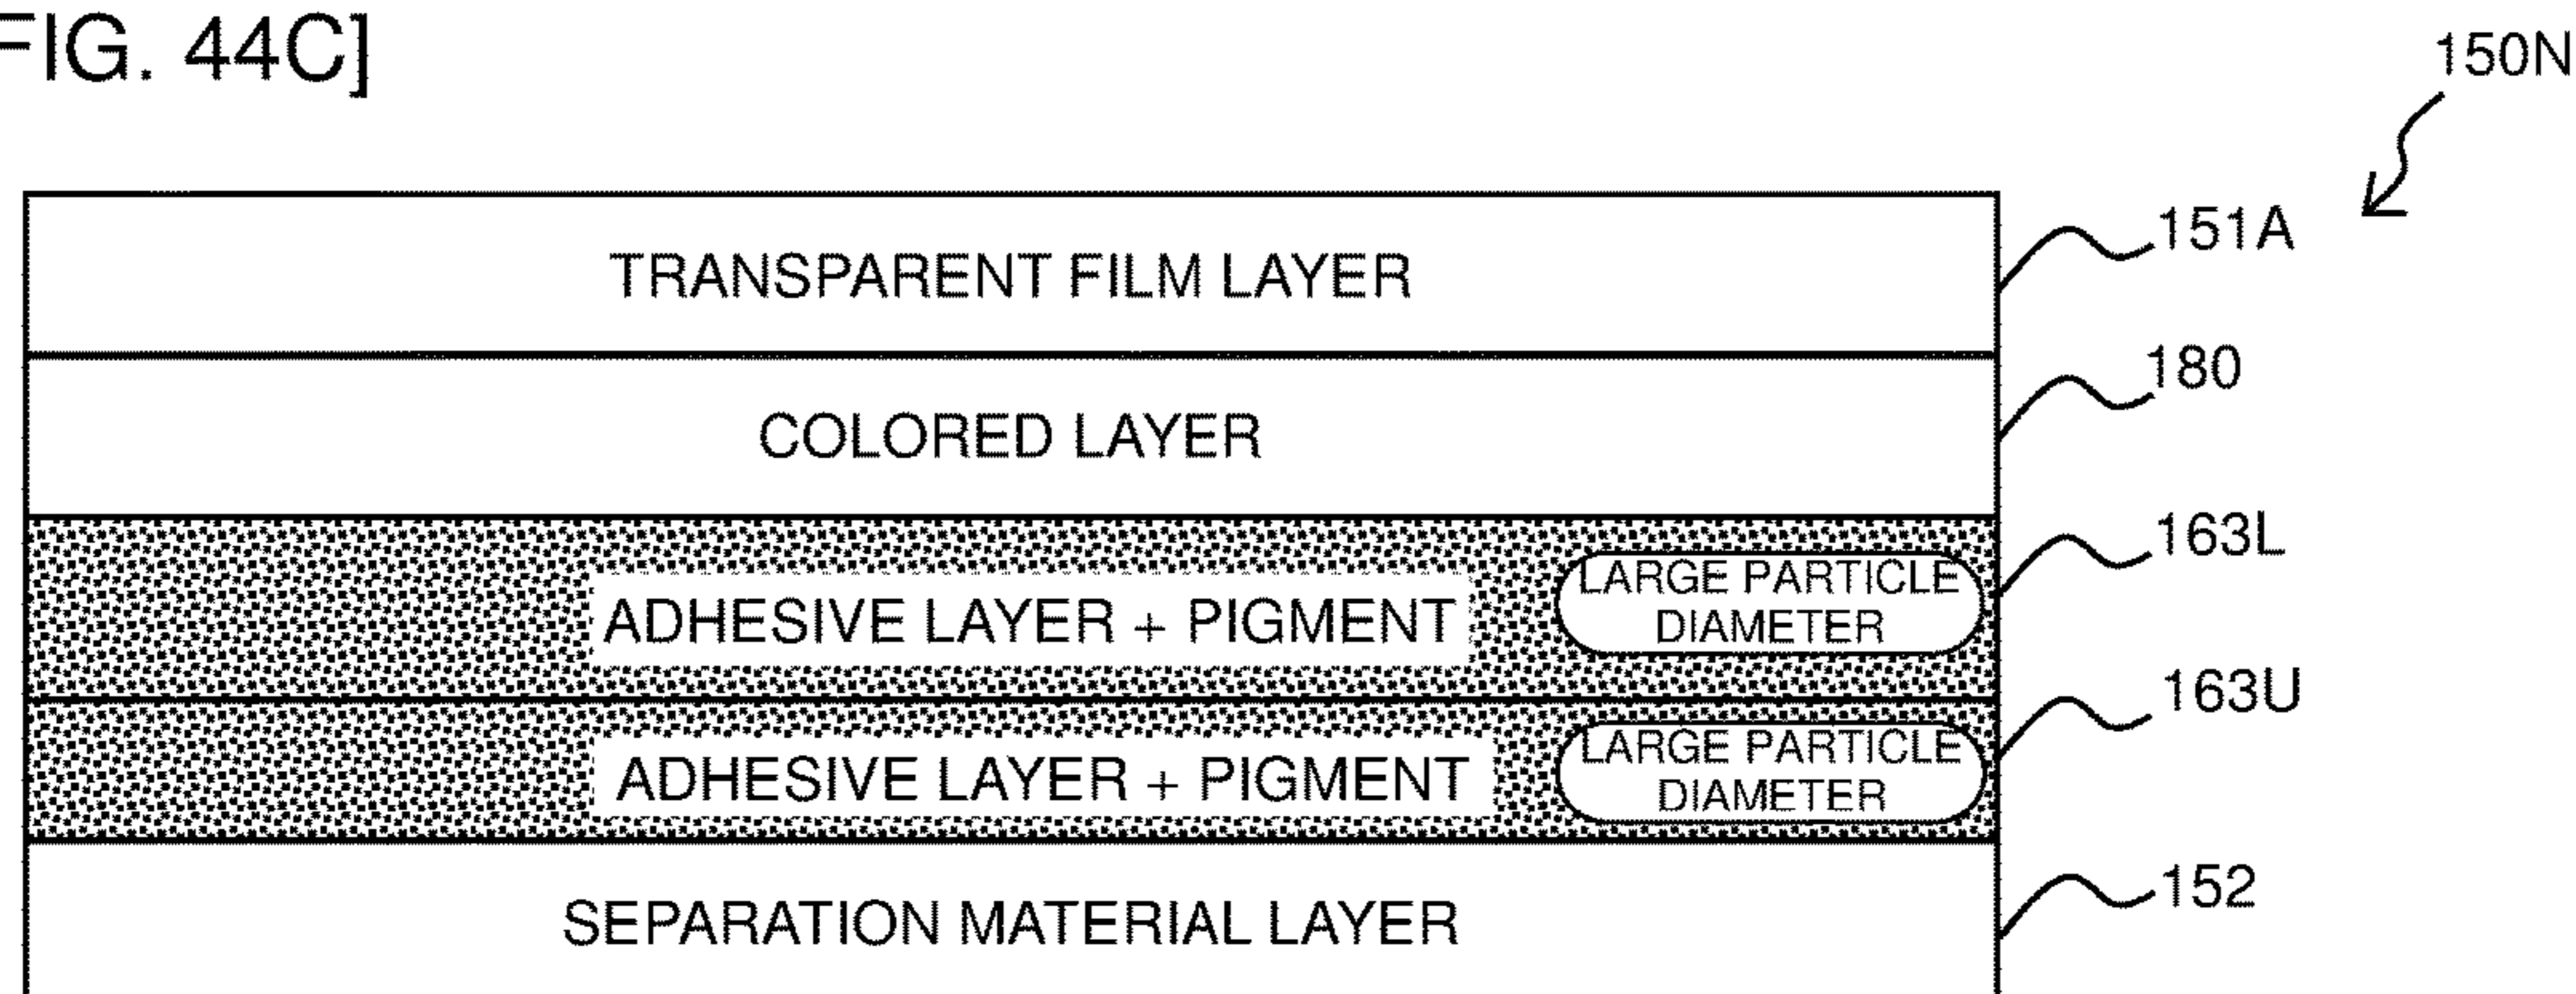 FIG. 44C]
150N
TRANSPARENT FILM LAYER
151A
COLORED LAYER
180
ADHESIVE LAYER + PIGMENT
LARGE PARTICLE
DIAMETER
163L
ADHESIVE LAYER + PIGMENT
LARGE PARTICLE
DIAMETER
163U
SEPARATION MATERIAL LAYER
152